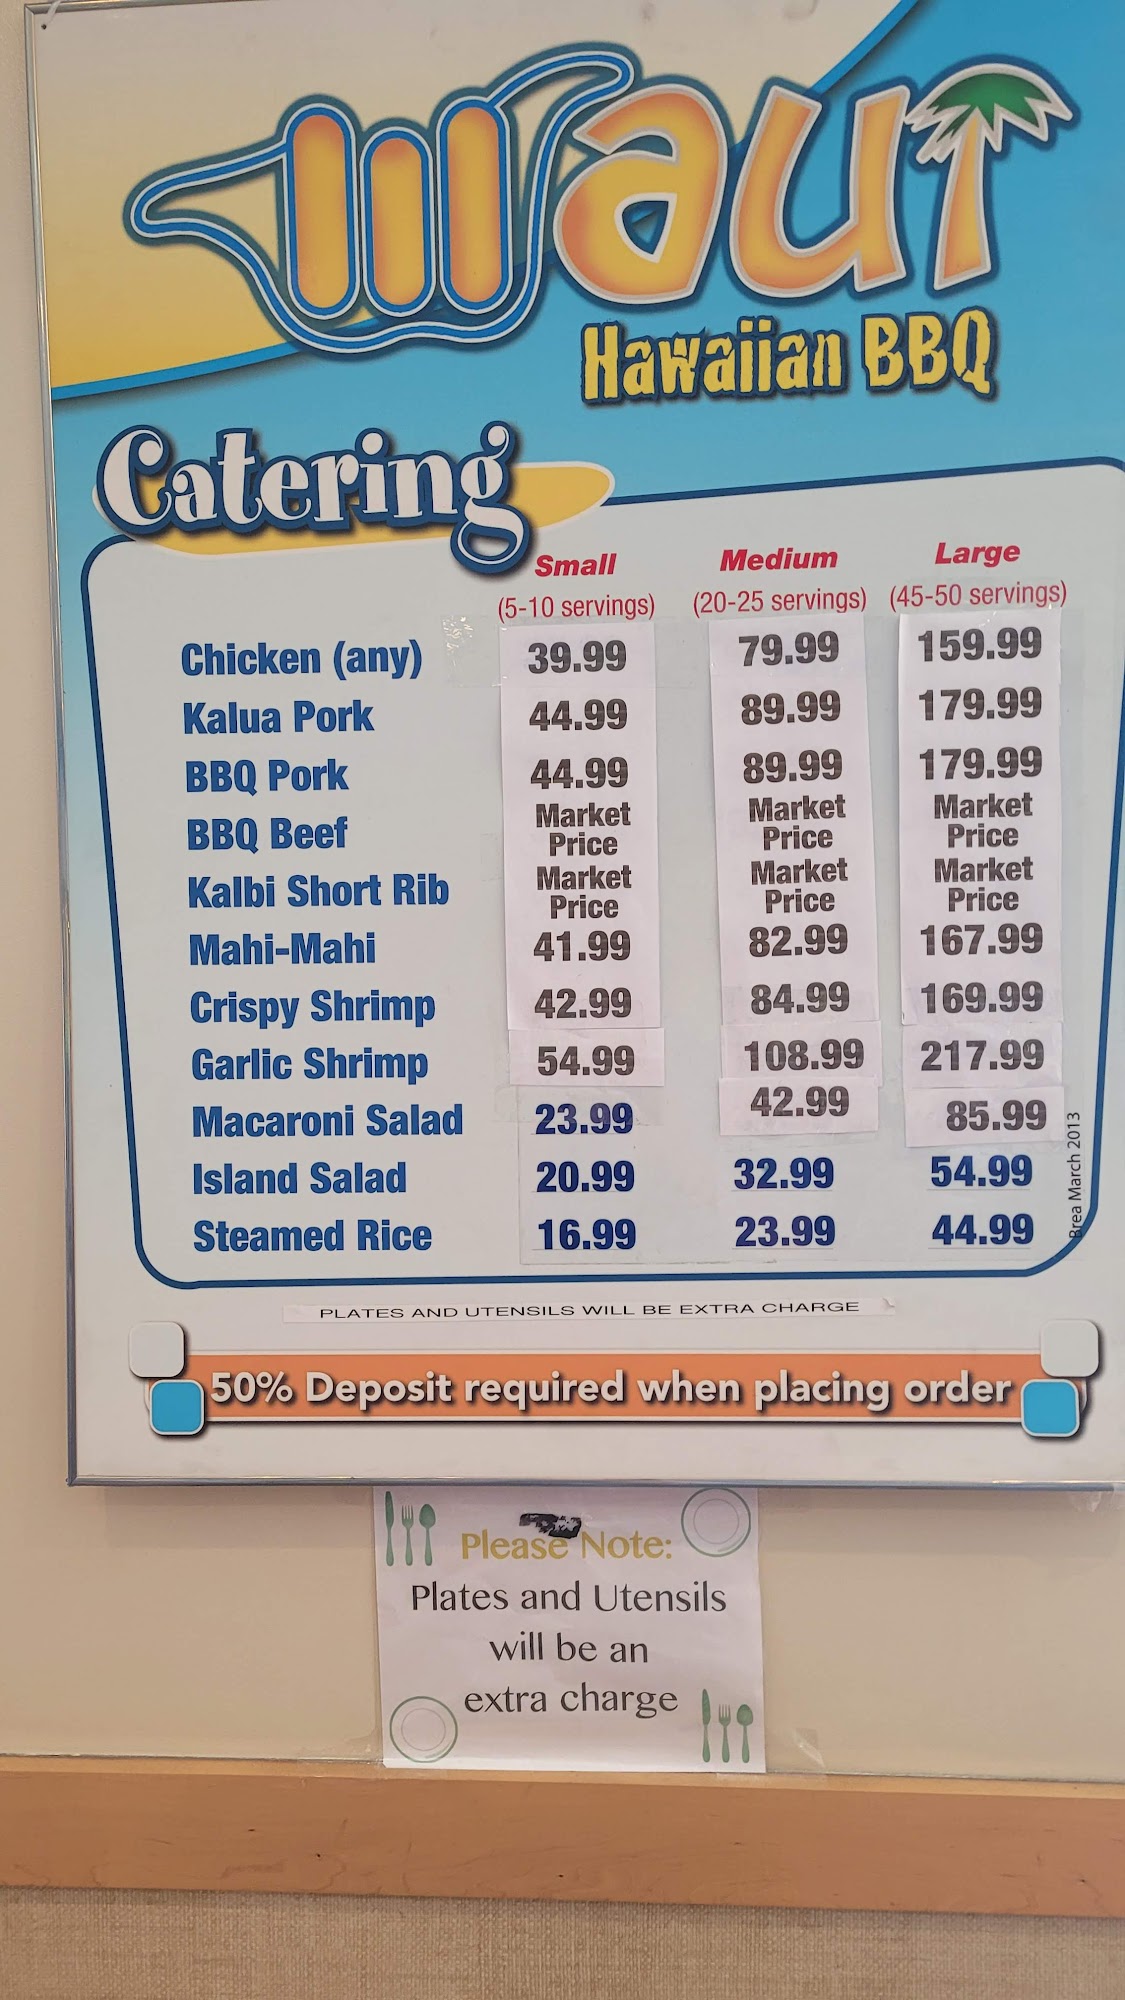 Maui
Hawaiian BBQ
Catering
Small Medium Large
(5-10 servings) (20-25 servings) (45-50 servings)
Chicken (any) 39.99 79.99 159.99
Kalua Pork 44.99 89.99 179.99
BBQ Pork 44.99 89.99 179.99
BBQ Beef Market Price Market Price Market Price
Kalbi Short Rib Market Price Market Price Market Price
Mahi-Mahi 41.99 82.99 167.99
Crispy Shrimp 42.99 84.99 169.99
Garlic Shrimp 54.99 108.99 217.99
Macaroni Salad 23.99 42.99 85.99
Island Salad 20.99 32.99 54.99
Steamed Rice 16.99 23.99 44.99
Brea March 2013
PLATES AND UTENSILS WILL BE EXTRA CHARGE
50% Deposit required when placing order
Please Note:
Plates and Utensils
will be an
extra charge